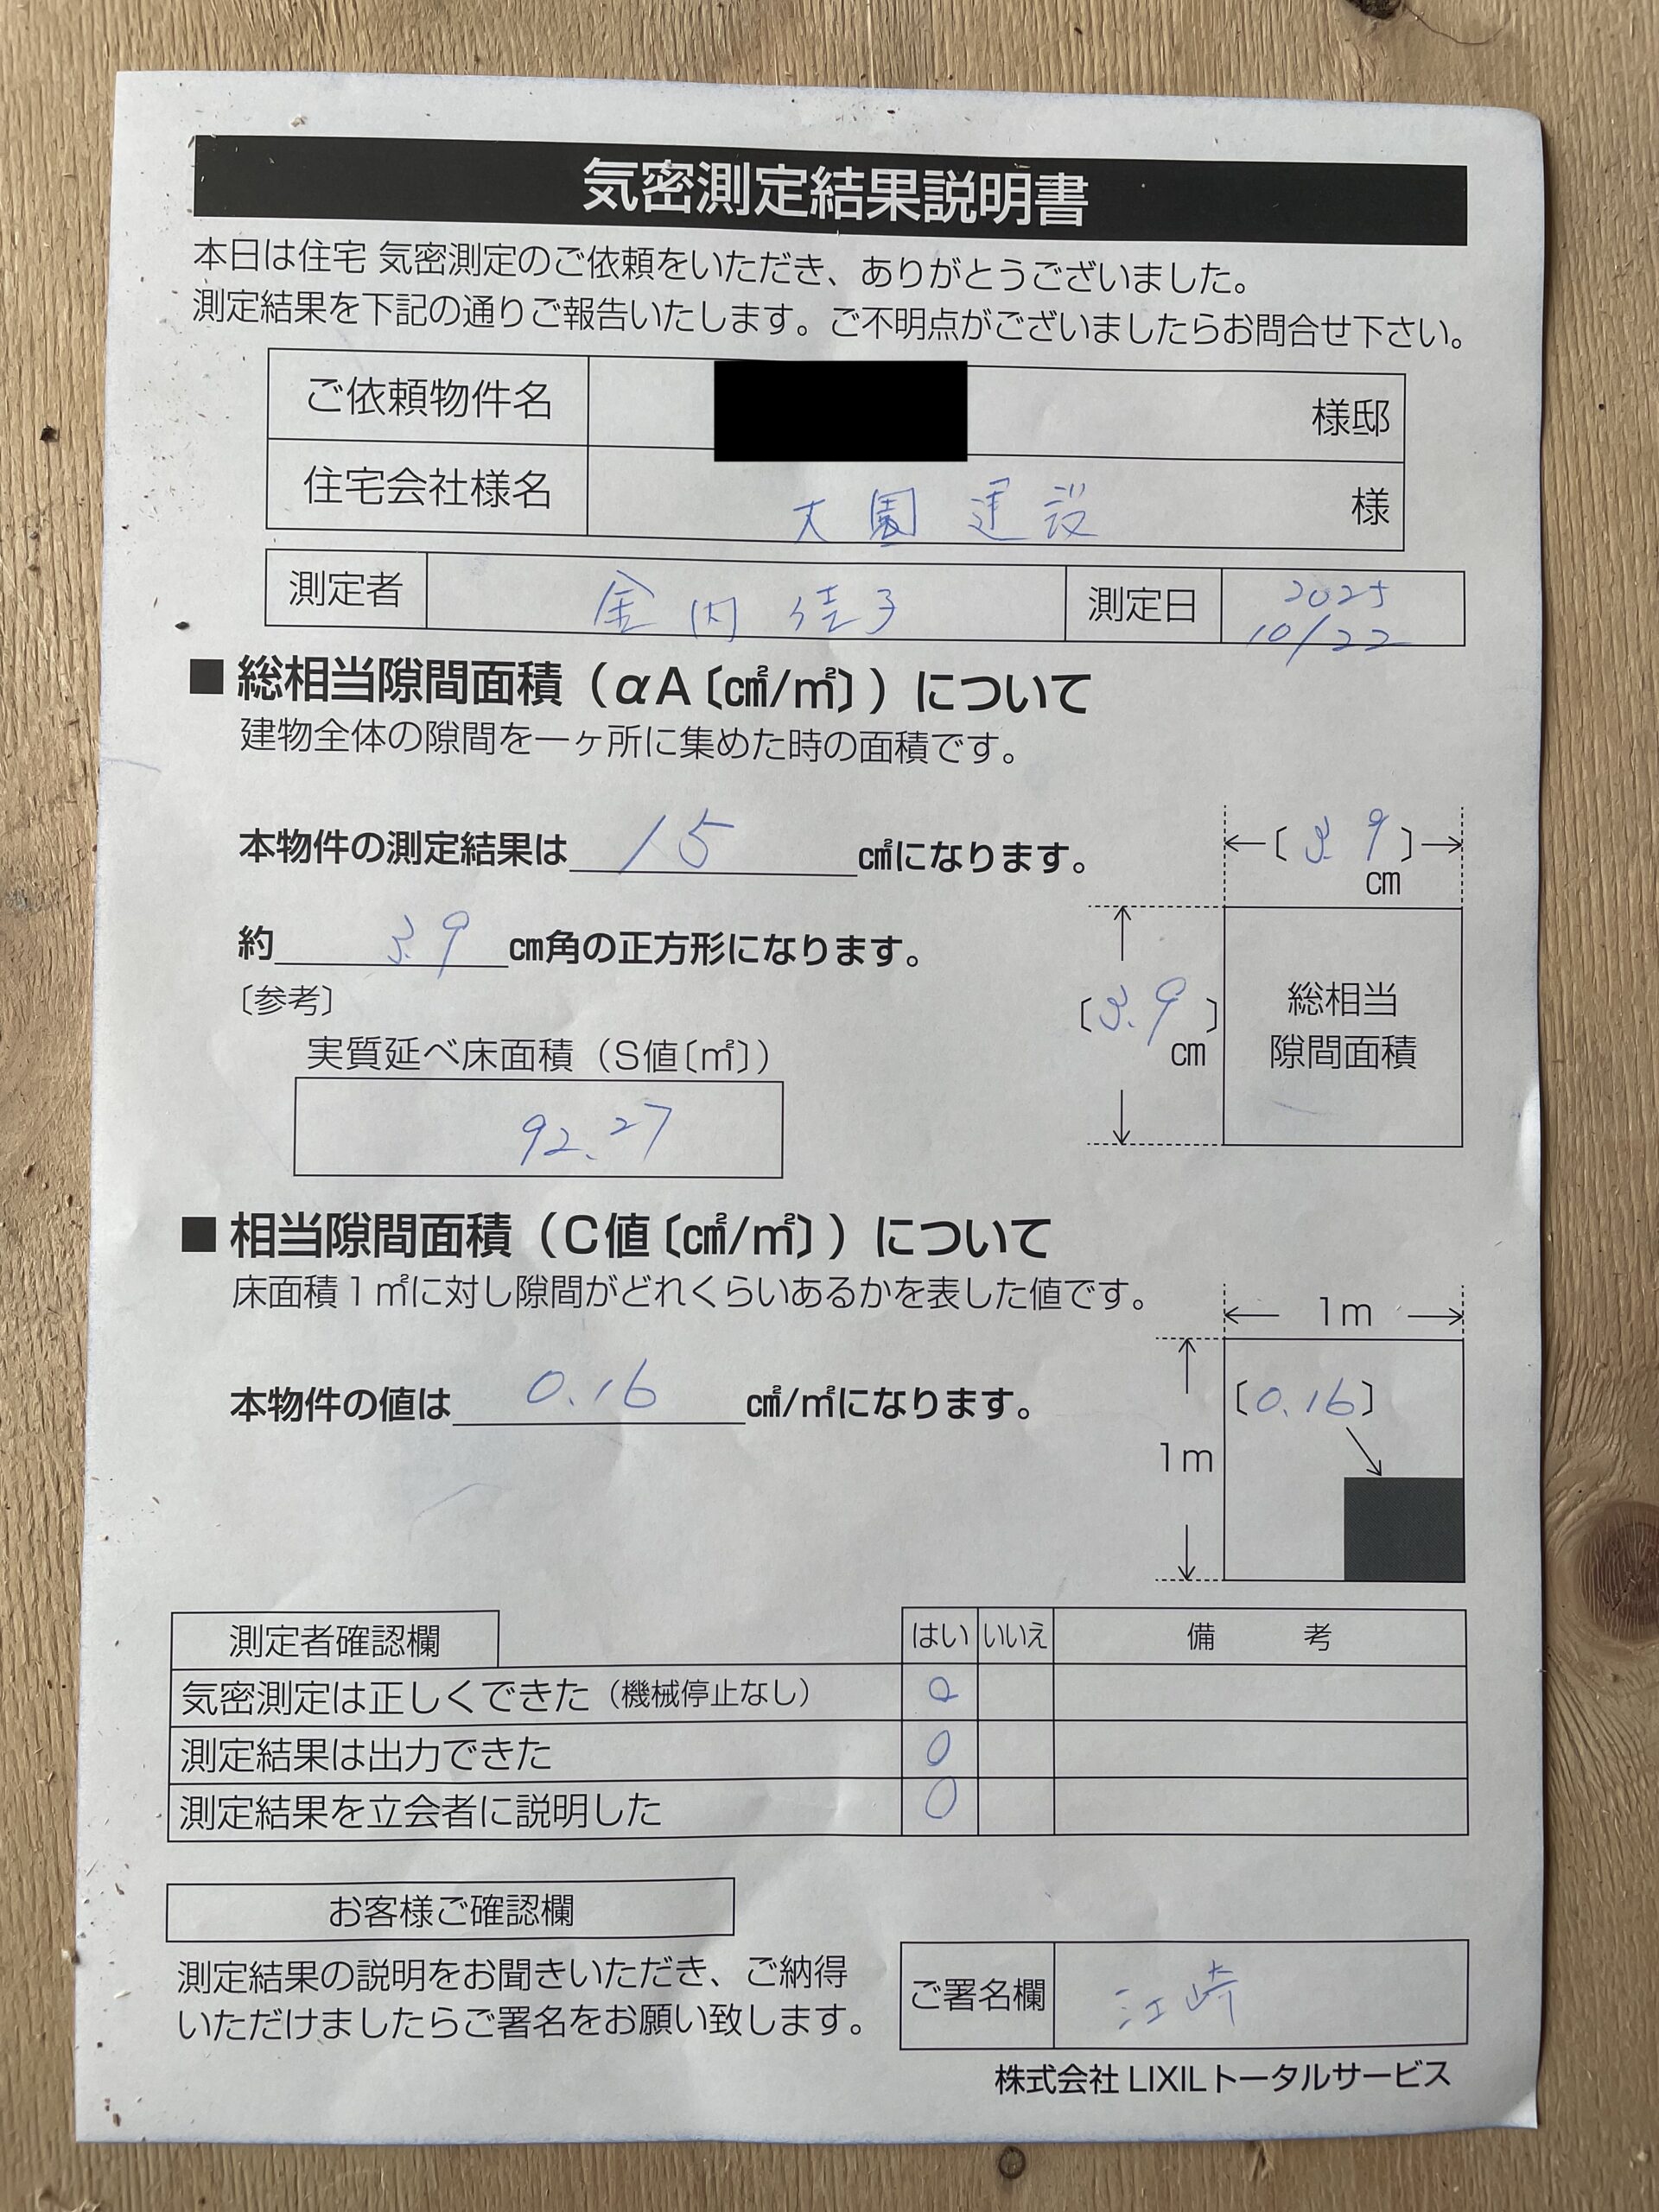 気密測定結果説明書
本日は住宅 気密測定のご依頼をいただき、ありがとうございました。
測定結果を下記の通りご報告いたします。ご不明点がございましたらお問合せ下さい。
ご依頼物件名 様邸
住宅会社様名 大園 建設 様
測定者 金内 佳子 測定日 2025 10/22
■ 総相当隙間面積（αA〔㎠/㎡〕）について
建物全体の隙間を一ヶ所に集めた時の面積です。
本物件の測定結果は 15 ㎠になります。
約 3.9 cm角の正方形になります。
〔3.9〕cm
〔3.9〕cm
総相当
隙間面積
〔参考〕
実質延べ床面積（S値〔㎡〕）
92.27
■ 相当隙間面積（C値〔㎠/㎡〕）について
床面積1㎡に対し隙間がどれくらいあるかを表した値です。
本物件の値は 0.16 ㎠/㎡になります。
1m
〔0.16〕
1m
測定者確認欄 はい いいえ 備考
気密測定は正しくできた（機械停止なし） ○
測定結果は出力できた ○
測定結果を立会者に説明した ○
お客様ご確認欄
測定結果の説明をお聞きいただき、ご納得
いただけましたらご署名をお願い致します。
ご署名欄 江崎
株式会社 LIXILトータルサービス